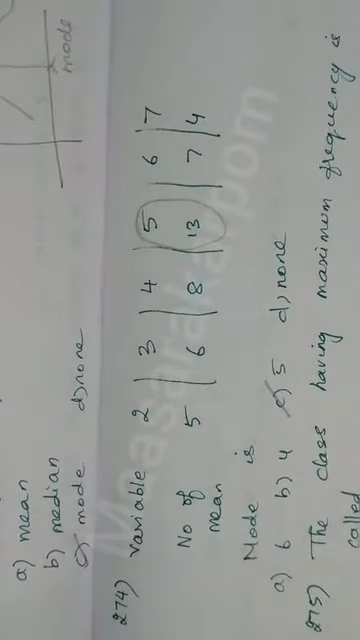 mode
a) mean
b) median
c) mode d) none
274) Variable 2 | 3 | 4 | 5 | 6 | 7
No of mean 5 | 6 | 8 | 13 | 7 | 4
Mode is
a) 6 b) 4 c) 5 d) none
275) The class having maximum frequency is
called